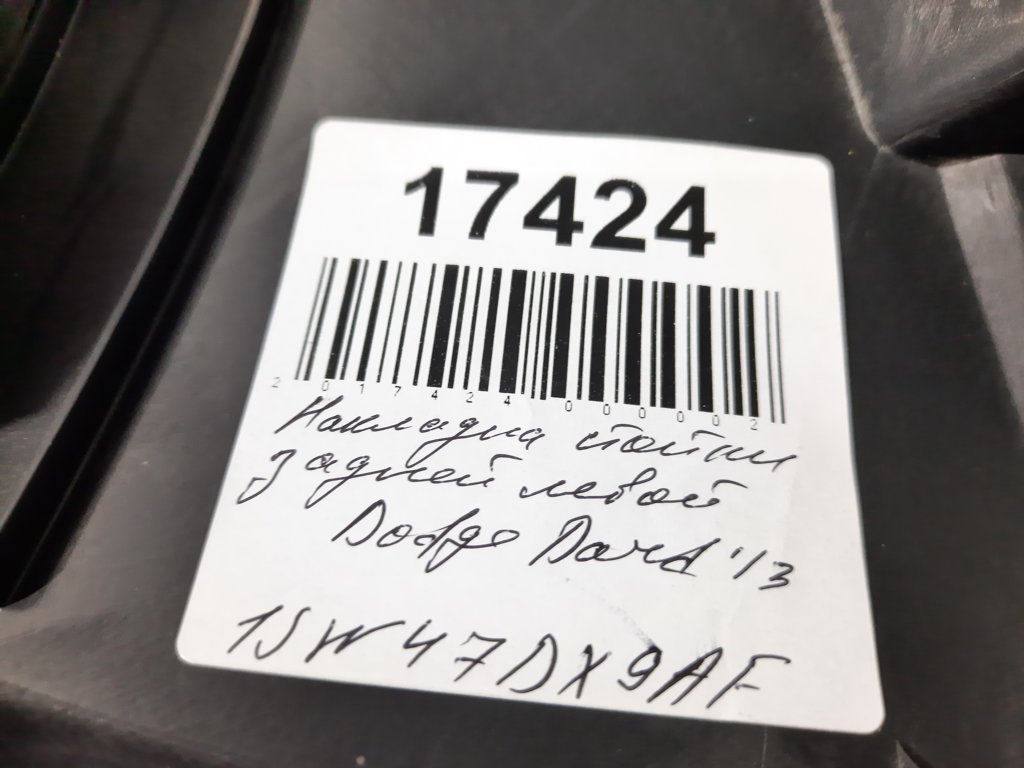 17424
2017424000002
Накладка стойки
задней левой
Dodge Dart '13
1SW47DX9AF